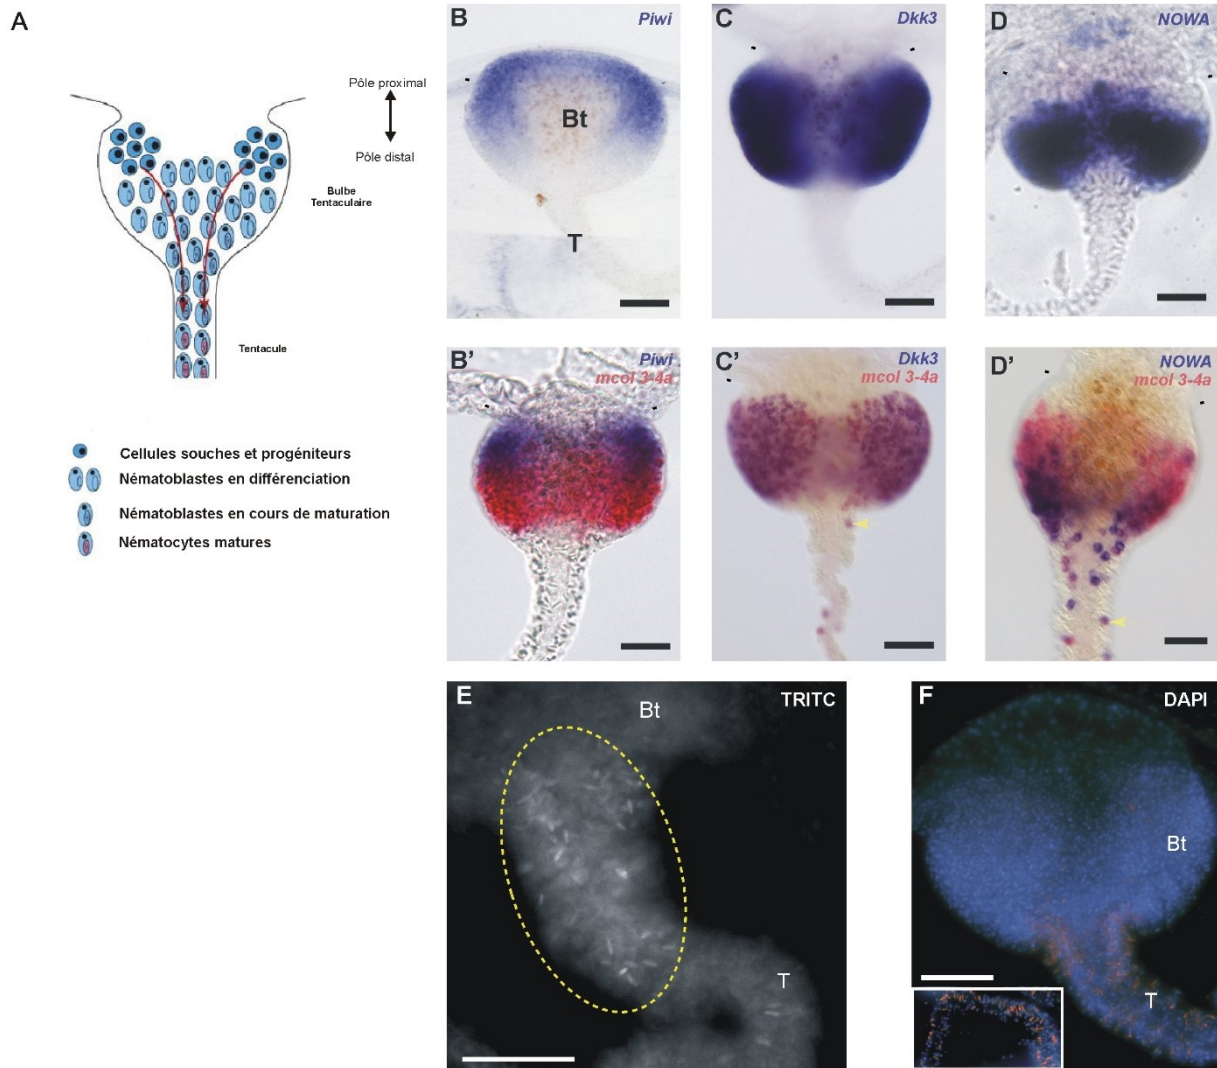 A
Pôle proximal
Pôle distal
Bulbe
Tentaculaire
Tentacule
Cellules souches et progéniteurs
Nématoblastes en différenciation
Nématoblastes en cours de maturation
Nématocytes matures
B
Piwi
Bt
T
C
Dkk3
D
NOWA
B'
Piwi
mcol 3-4a
C'
Dkk3
mcol 3-4a
D'
NOWA
mcol 3-4a
E
TRITC
Bt
T
F
DAPI
Bt
T